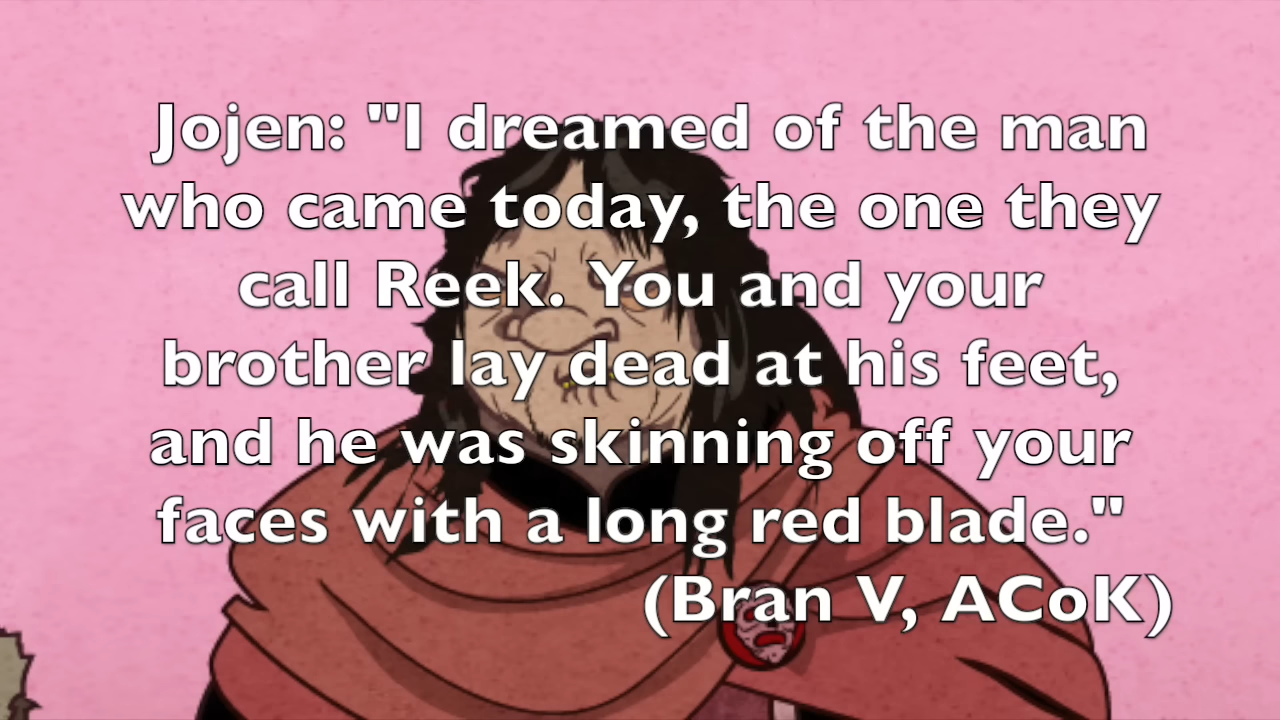 Jojen: "I dreamed of the man
who came today, the one they
call Reek. You and your
brother lay dead at his feet,
and he was skinning off your
faces with a long red blade."
(Bran V, ACoK)